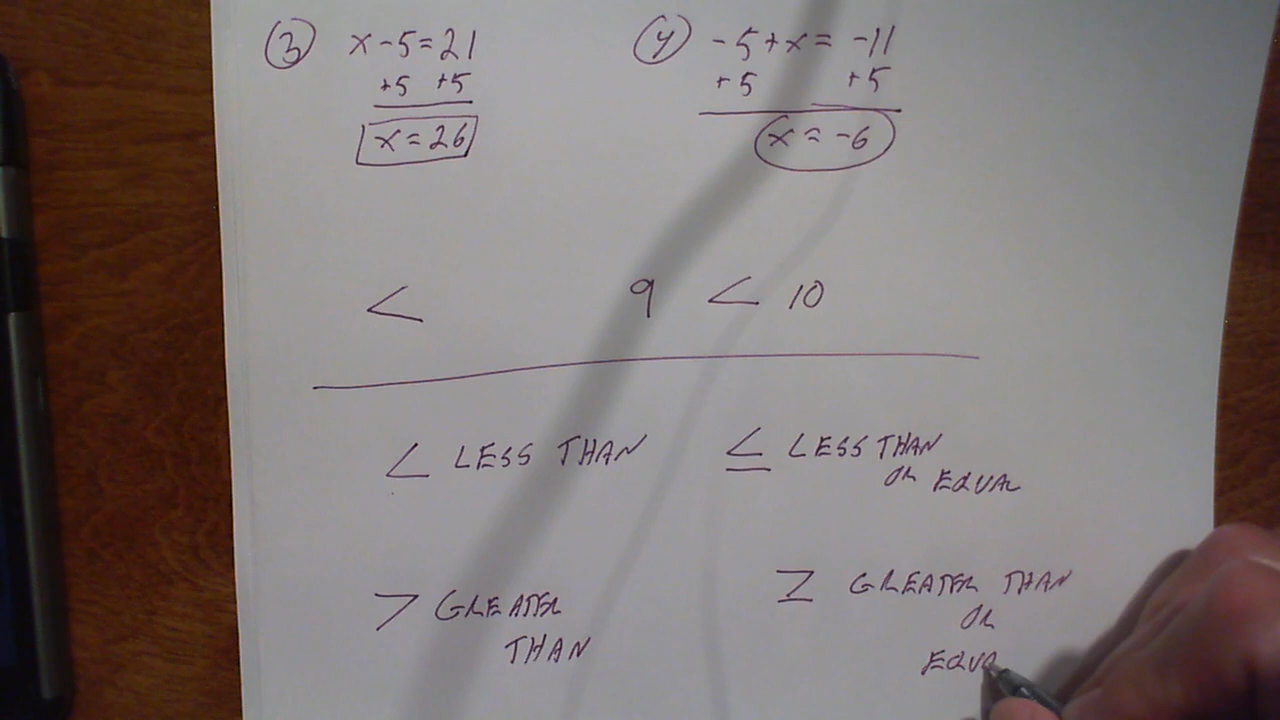 ③ x-5=21
+5 +5
x=26
④ -5+x= -11
+5 +5
x = -6
< 9 < 10
< LESS THAN
≤ LESS THAN
OR EQUAL
> GREATER
THAN
≥ GREATER THAN
OR
EQUA